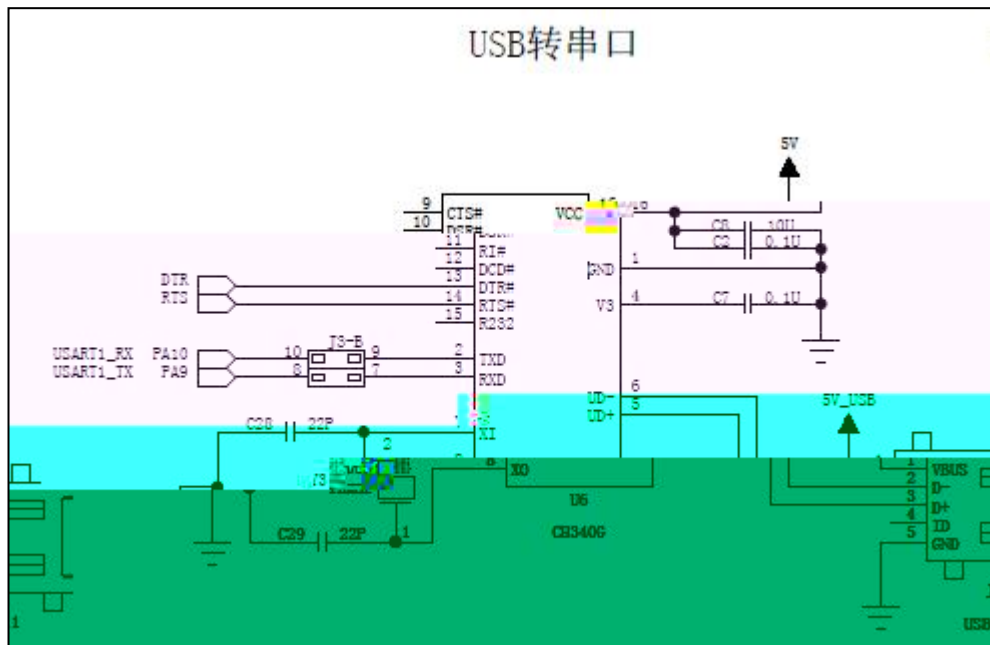 USB转串口
5V
9 CTS# VCC
10 DSR#
11 RI# C8 10U
12 DCD# C2 0.1U
DTR 13 DTR# GND 1
RTS 14 RTS# V3 4 C7 0.1U
15 R232
J3-B
USART1_RX PA10 10 9 2 TXD
USART1_TX PA9 8 7 3 RXD
UD- 6
UD+ 5
5V_USB
C28 22P XI
2
8 XO
1 VBUS
2 D-
3 D+
4 ID
5 GND
U6
C29 22P 1 CH340G
1
USB